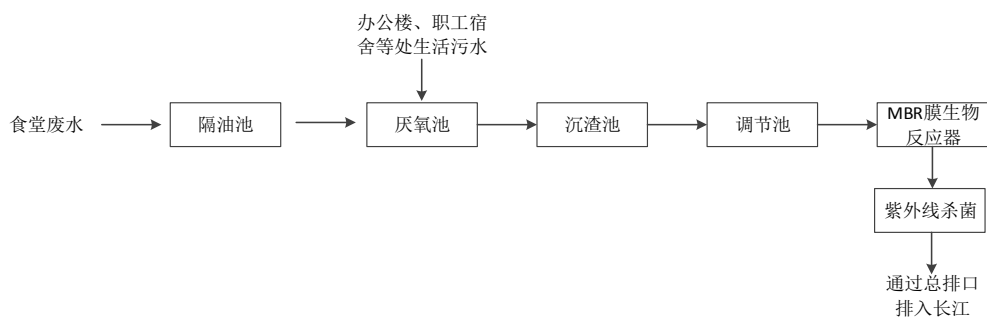 办公楼、职工宿
舍等处生活污水
食堂废水
隔油池
厌氧池
沉渣池
调节池
MBR膜生物
反应器
紫外线杀菌
通过总排口
排入长江